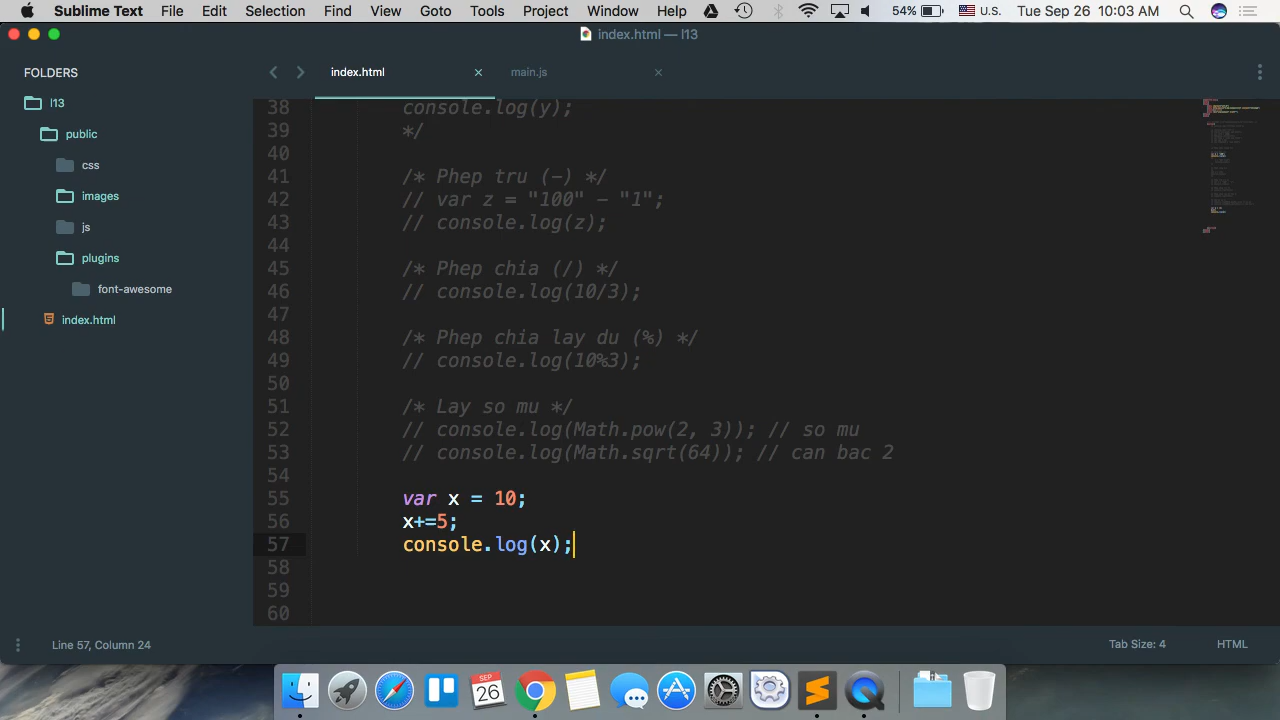 Sublime Text File Edit Selection Find View Goto Tools Project Window Help 54% U.S. Tue Sep 26 10:03 AM
index.html — l13
FOLDERS
l13
public
css
images
js
plugins
font-awesome
index.html
index.html × main.js ×
38 console.log(y);
39 */
40
41 /* Phep tru (-) */
42 // var z = "100" - "1";
43 // console.log(z);
44
45 /* Phep chia (/) */
46 // console.log(10/3);
47
48 /* Phep chia lay du (%) */
49 // console.log(10%3);
50
51 /* Lay so mu */
52 // console.log(Math.pow(2, 3)); // so mu
53 // console.log(Math.sqrt(64)); // can bac 2
54
55 var x = 10;
56 x+=5;
57 console.log(x);
58
59
60
Line 57, Column 24 Tab Size: 4 HTML
SEP
26